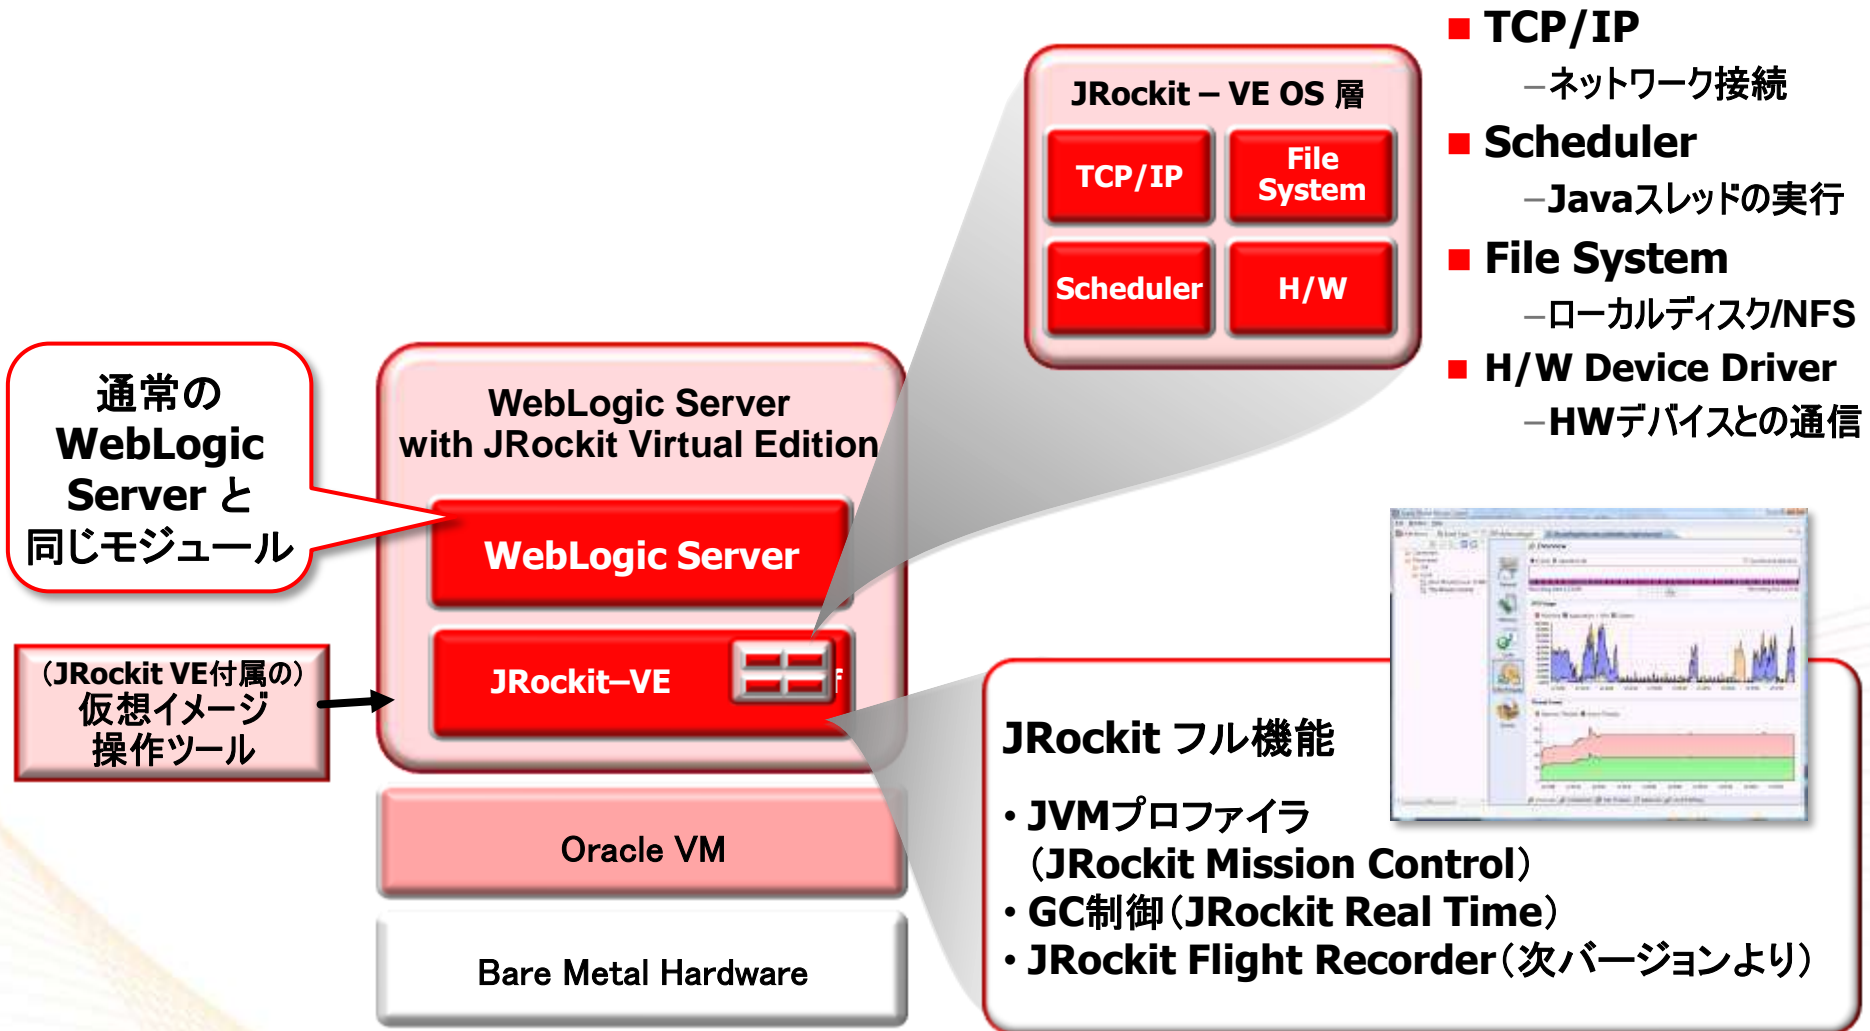 TCP/IP
–ネットワーク接続
Scheduler
–Javaスレッドの実行
File System
–ローカルディスク/NFS
H/W Device Driver
–HWデバイスとの通信
JRockit – VE OS 層
TCP/IP
File
System
Scheduler
H/W
通常の
WebLogic
Server と
同じモジュール
WebLogic Server
with JRockit Virtual Edition
WebLogic Server
JRockit–VE
(JRockit VE付属の)
仮想イメージ
操作ツール
Oracle VM
Bare Metal Hardware
JRockit フル機能
・JVMプロファイラ
(JRockit Mission Control)
・GC制御(JRockit Real Time)
・JRockit Flight Recorder(次バージョンより)